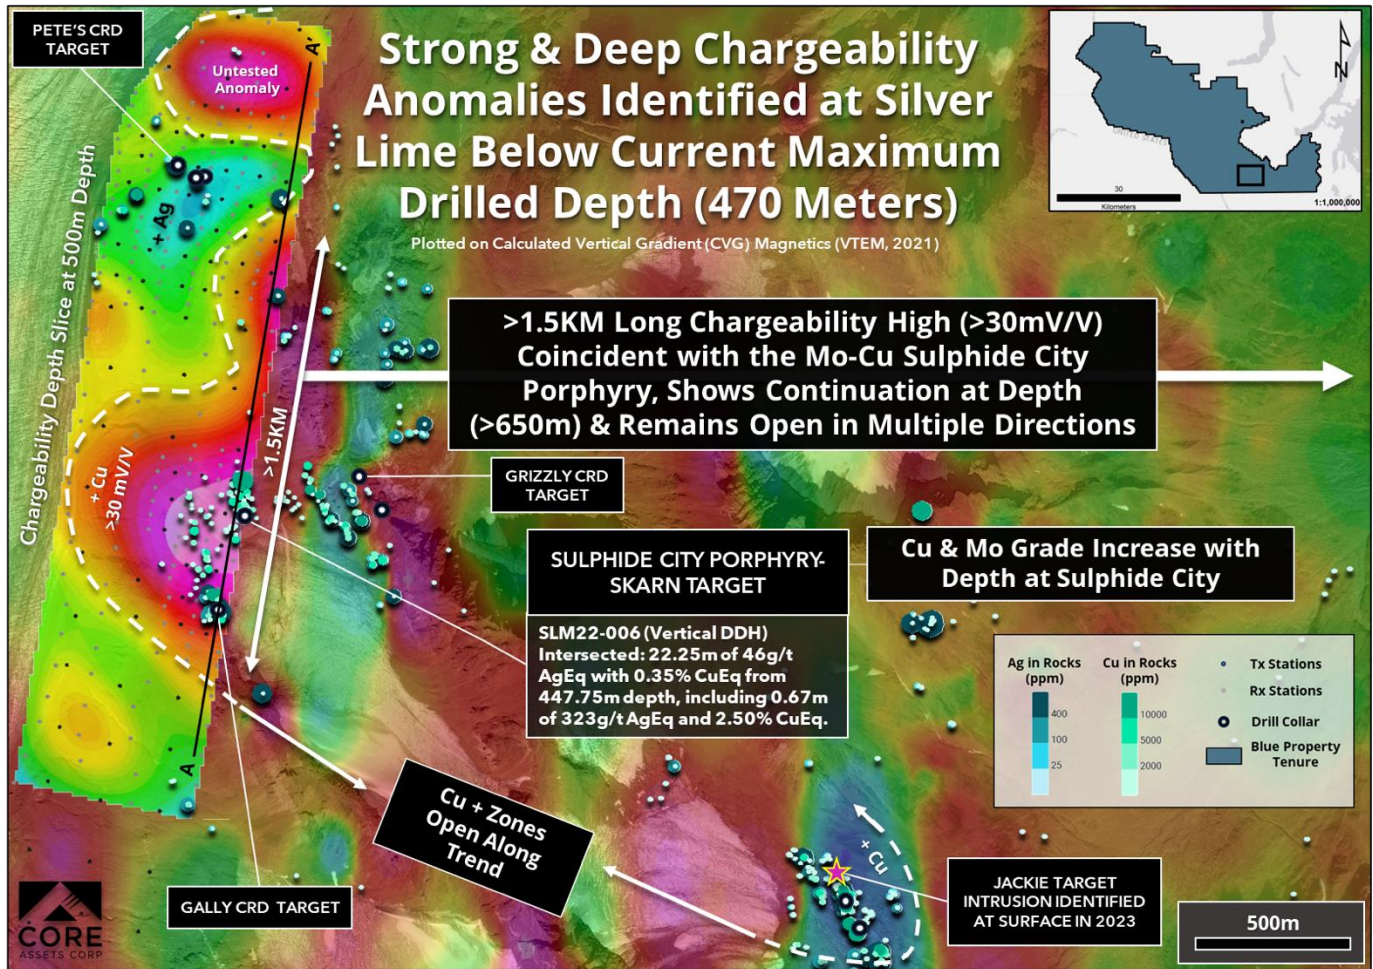 PETE'S CRD
TARGET
Untested
Anomaly
A'
Strong & Deep Chargeability
Anomalies Identified at Silver
Lime Below Current Maximum
Drilled Depth (470 Meters)
Plotted on Calculated Vertical Gradient (CVG) Magnetics (VTEM, 2021)
N
UNITED STATES
30
Kilometers
1:1,000,000
Chargeability Depth Slice at 500m Depth
+ Ag
>1.5KM Long Chargeability High (>30mV/V)
Coincident with the Mo-Cu Sulphide City
Porphyry, Shows Continuation at Depth
(>650m) & Remains Open in Multiple Directions
>1.5KM
+ Cu
>30 mV/V
GRIZZLY CRD
TARGET
SULPHIDE CITY PORPHYRY-
SKARN TARGET
SLM22-006 (Vertical DDH)
Intersected: 22.25m of 46g/t
AgEq with 0.35% CuEq from
447.75m depth, including 0.67m
of 323g/t AgEq and 2.50% CuEq.
Cu & Mo Grade Increase with
Depth at Sulphide City
Ag in Rocks
(ppm)
400
100
25
Cu in Rocks
(ppm)
10000
5000
2000
Tx Stations
Rx Stations
Drill Collar
Blue Property
Tenure
A
Cu + Zones
Open Along
Trend
+ Cu
GALLY CRD TARGET
JACKIE TARGET
INTRUSION IDENTIFIED
AT SURFACE IN 2023
500m
CORE
ASSETS CORP